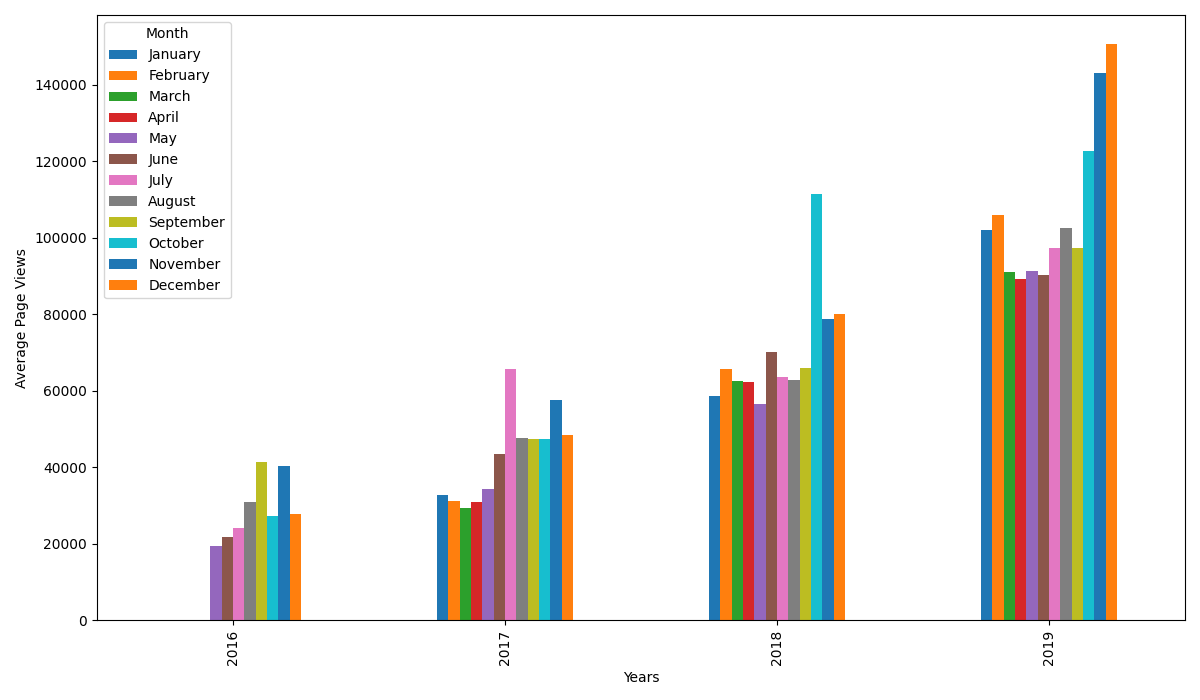 Month
January
February
March
April
May
June
July
August
September
October
November
December
Average Page Views
140000
120000
100000
80000
60000
40000
20000
0
2016
2017
2018
2019
Years